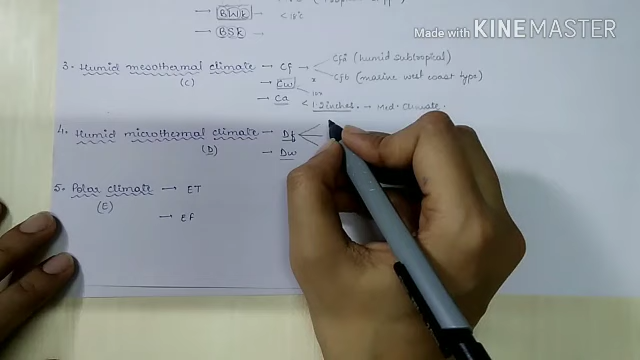 Made with KINEMASTER
BWK < 18°C
BSK →
3. Humid mesothermal climate → Cf → Cfa (humid subtropical)
(C) Cfb (marine west coast type)
→ Cw
→ Ca < 1.2 inches. → Med. Climate.
4. Humid microthermal climate → Df
(D) → Dw
5. Polar climate → ET
(E) → EF